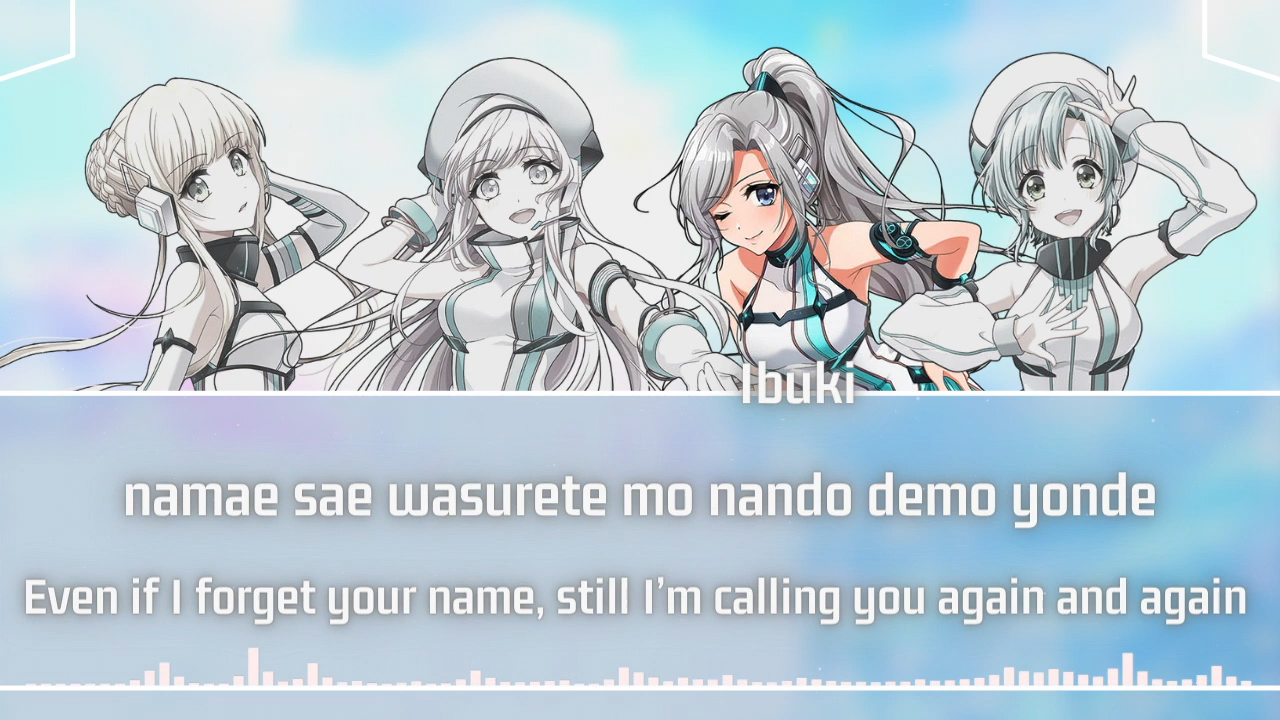 Ibuki
namae sae wasurete mo nando demo yonde
Even if I forget your name, still I'm calling you again and again